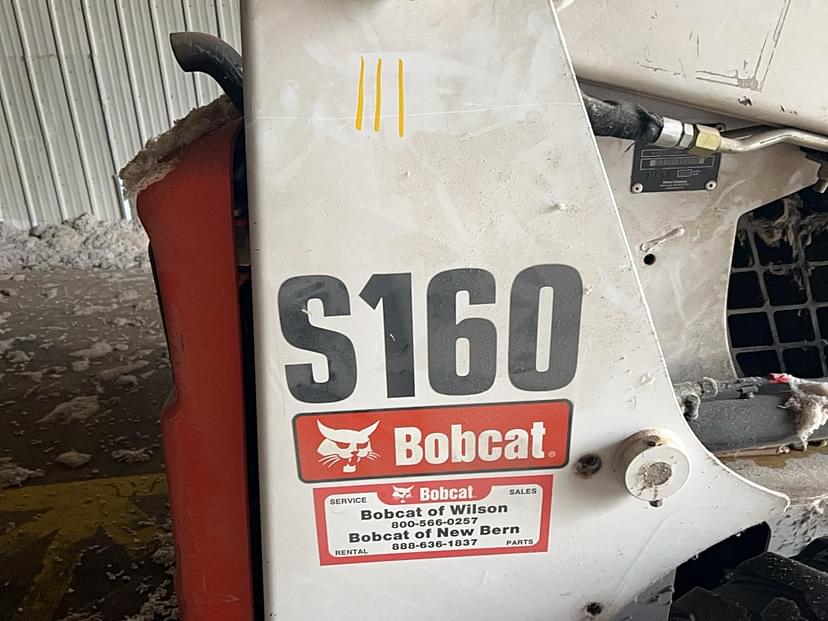 S160
Bobcat®
SERVICE Bobcat SALES
Bobcat of Wilson
800-566-0257
Bobcat of New Bern
RENTAL 888-636-1837 PARTS